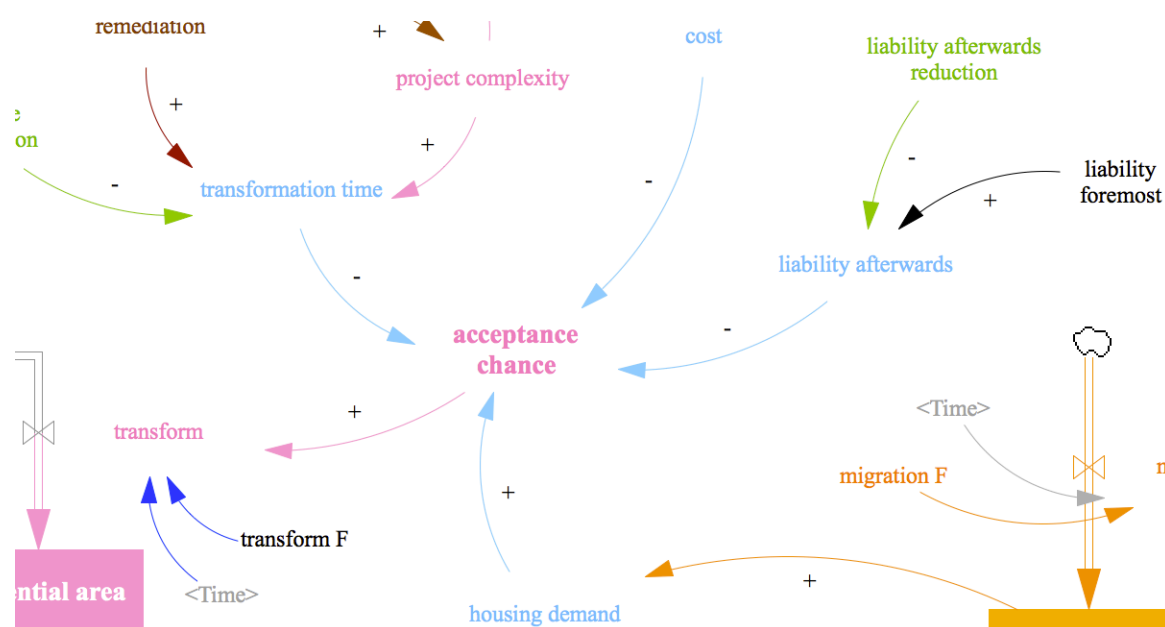 remediation
+
cost
liability afterwards
reduction
project complexity
+
+
on
-
transformation time
-
-
+
liability
foremost
liability afterwards
-
-
acceptance
chance
+
transform
<Time>
migration F
+
transform F
<Time>
ential area
+
housing demand